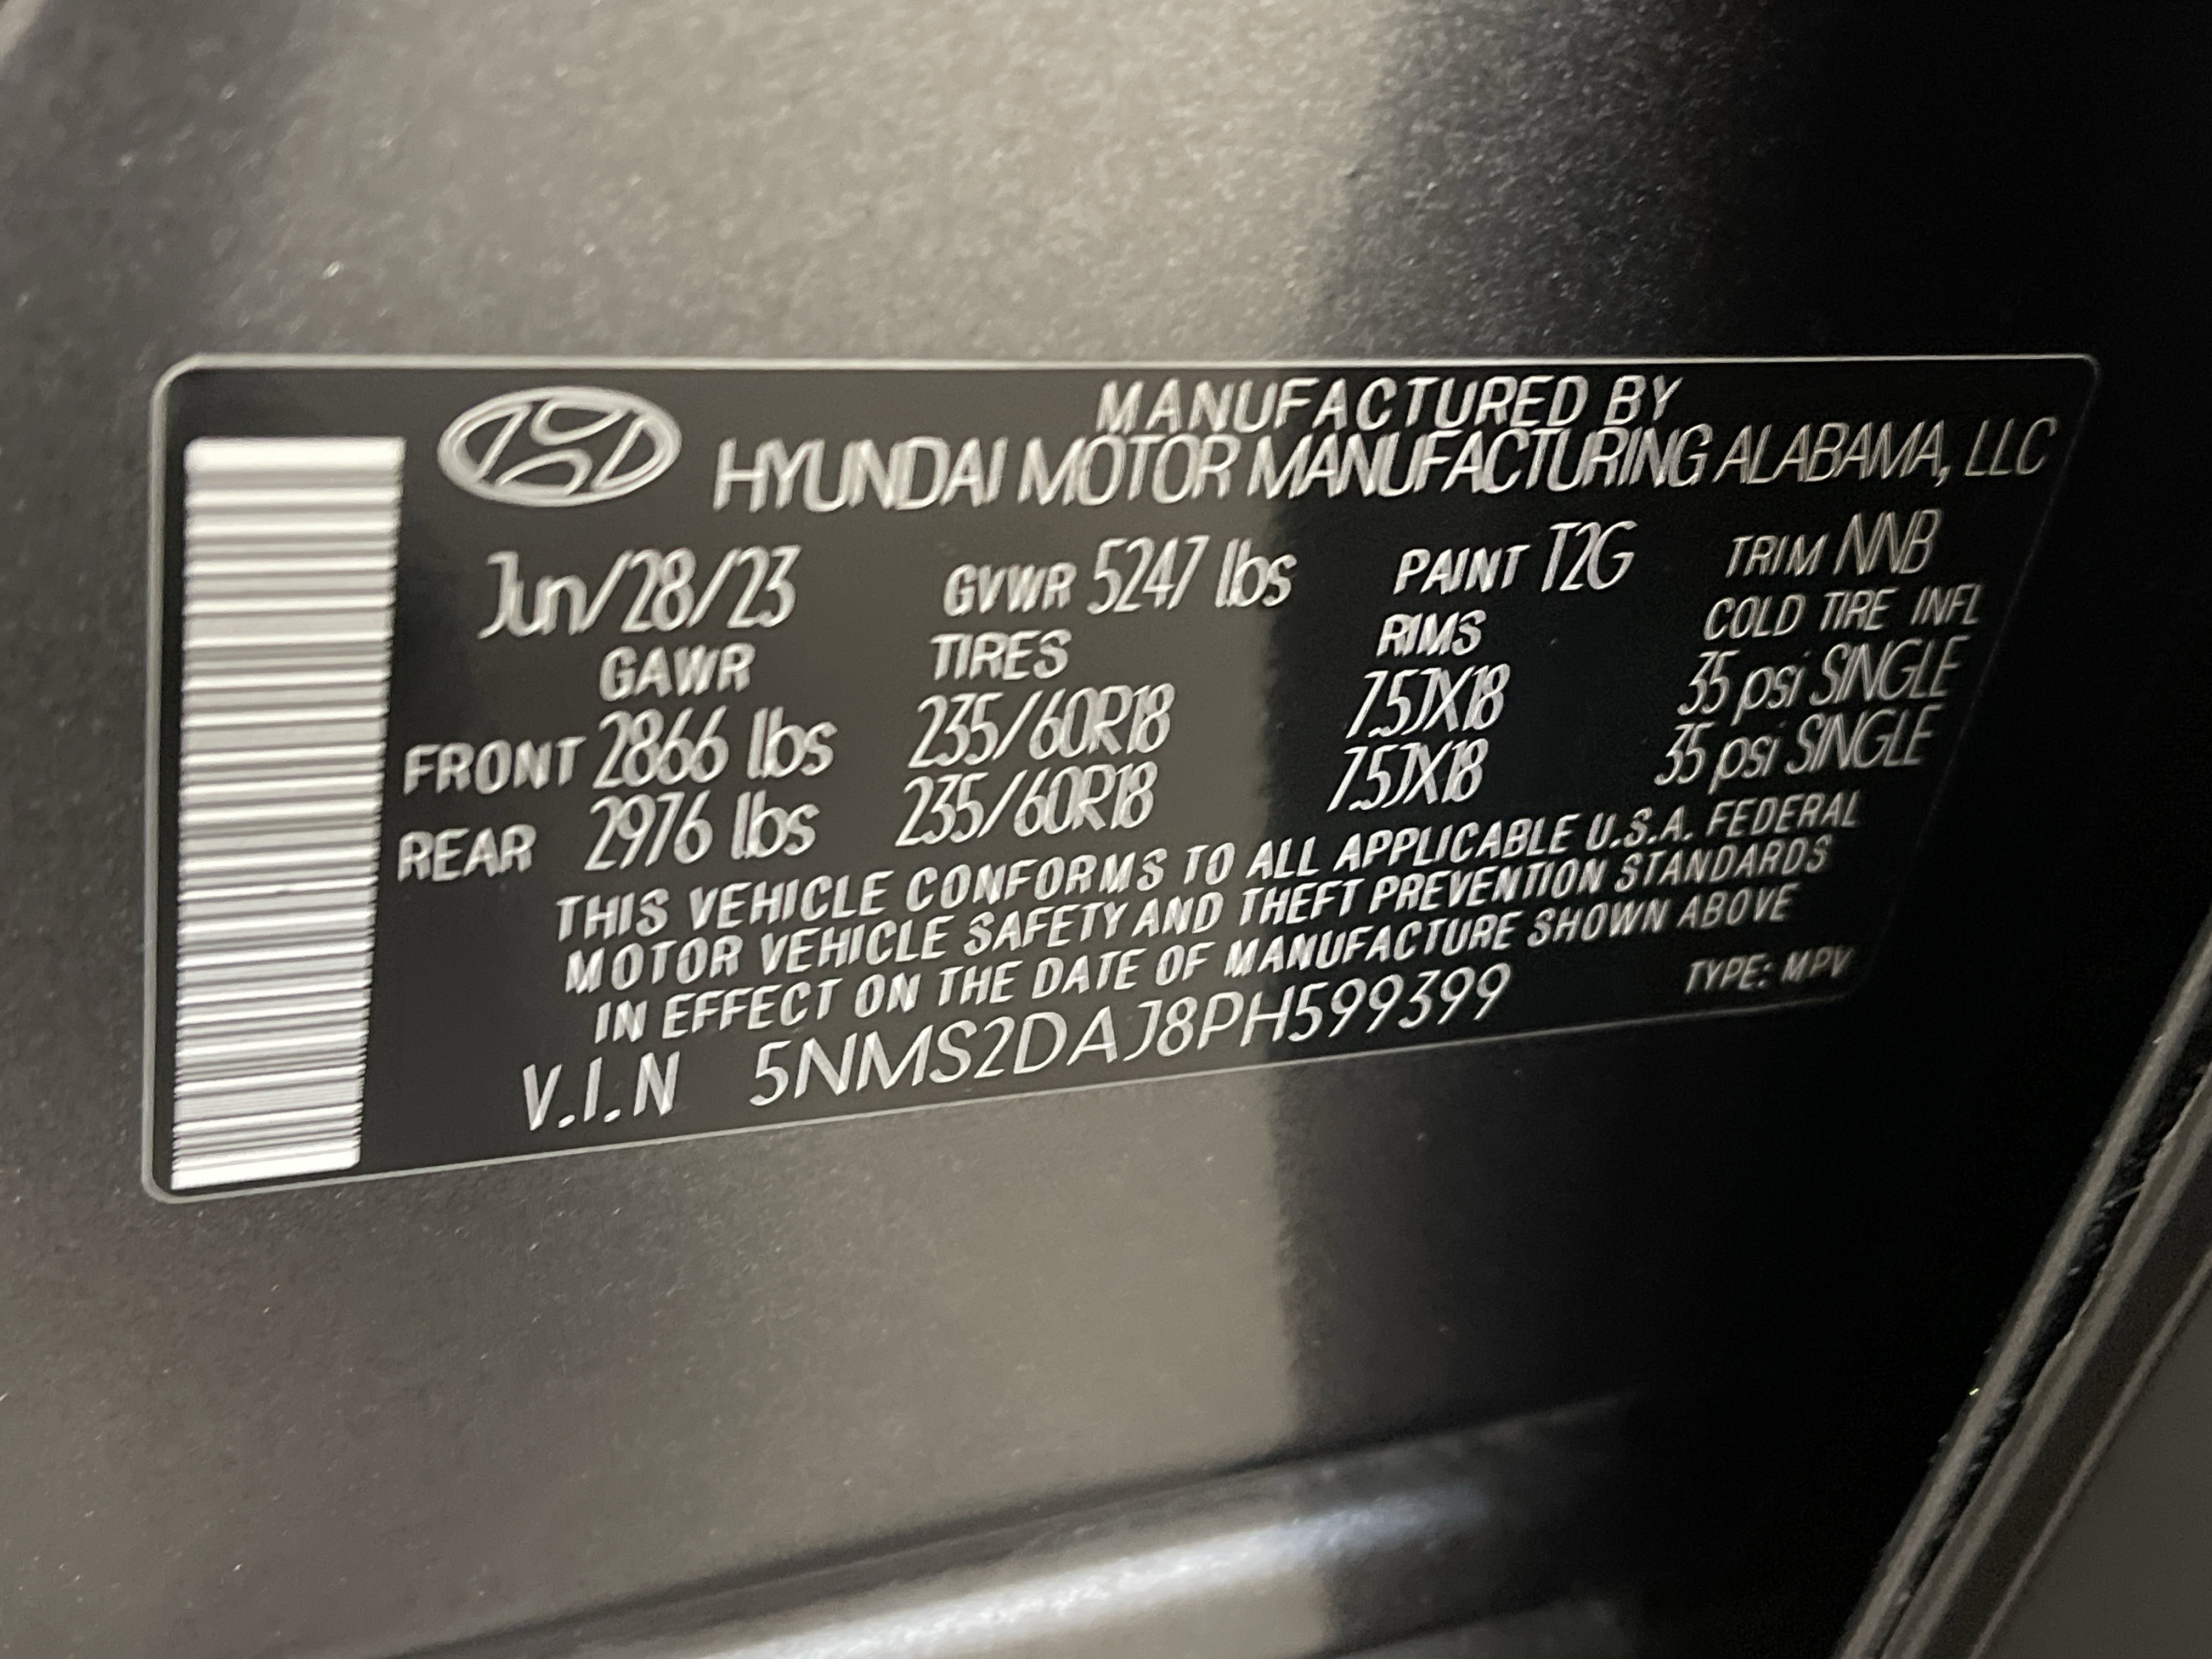 MANUFACTURED BY
HYUNDAI MOTOR MANUFACTURING ALABAMA, LLC
Jun/28/23 GVWR 5247 lbs PAINT T2G TRIM NNB
GAWR TIRES RIMS COLD TIRE INFL
FRONT 2866 lbs 235/60R18 7.5JX18 35 psi SINGLE
REAR 2976 lbs 235/60R18 7.5JX18 35 psi SINGLE
THIS VEHICLE CONFORMS TO ALL APPLICABLE U.S.A. FEDERAL
MOTOR VEHICLE SAFETY AND THEFT PREVENTION STANDARDS
IN EFFECT ON THE DATE OF MANUFACTURE SHOWN ABOVE
V.I.N 5NMS2DAJ8PH599399 TYPE: MPV